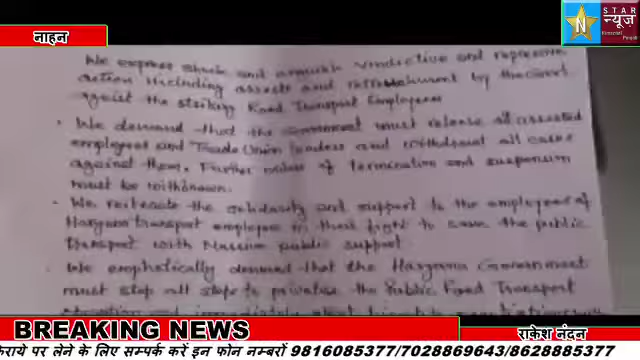 नाहन
STAR
न्यूज़
Himachal Punjab
We express shock and anguish vindictive and repressive
action including arrests and retrenchment by the Govt
against the striking Road Transport Employees
• We demand that the Government must release all arrested
employees and Trade Union leaders and withdrawal all cases
against them. Further orders of termination and suspension
must be withdrawn.
• We reiterate the solidarity and support to the employees of
Haryana transport employee in their fight to save the public
Transport with Massive public support
• We emphatically demand that the Haryana Government
must stop all steps to privatise the Public Road Transport
BREAKING NEWS
राकेश नंदन
किराये पर लेने के लिए सम्पर्क करें इन फोन नम्बरों 9816085377/7028869643/8628885377